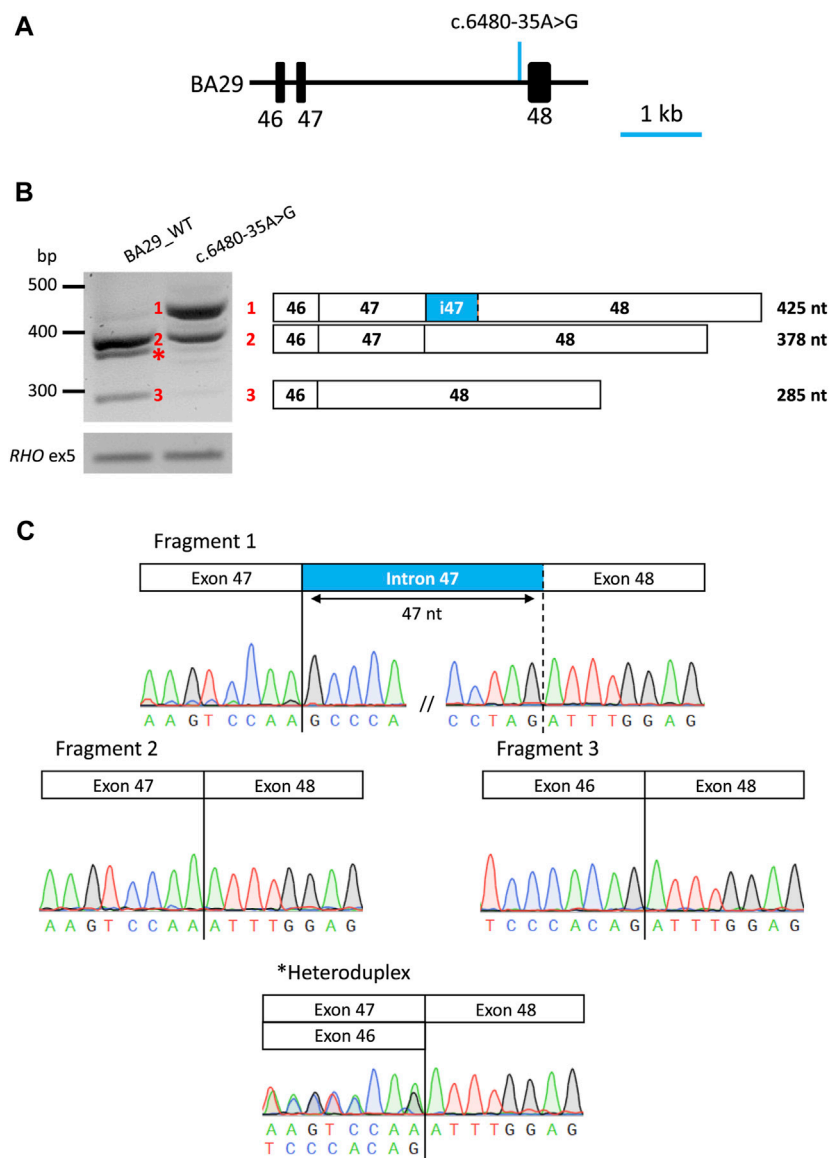 A
c.6480-35A>G
BA29
46 47 48
1 kb
B
bp
BA29_WT
c.6480-35A>G
500
400
300
1
2
*
3
RHO ex5
1 46 47 i47 48 425 nt
2 46 47 48 378 nt
3 46 48 285 nt
C
Fragment 1
Exon 47 Intron 47 Exon 48
47 nt
A A G T C C A A G C C C A // C C T A G A T T T G G A G
Fragment 2
Exon 47 Exon 48
A A G T C C A A A T T T G G A G
Fragment 3
Exon 46 Exon 48
T C C C A C A G A T T T G G A G
*Heteroduplex
Exon 47 Exon 48
Exon 46
A A G T C C A A A T T T G G A G
T C C C A C A G